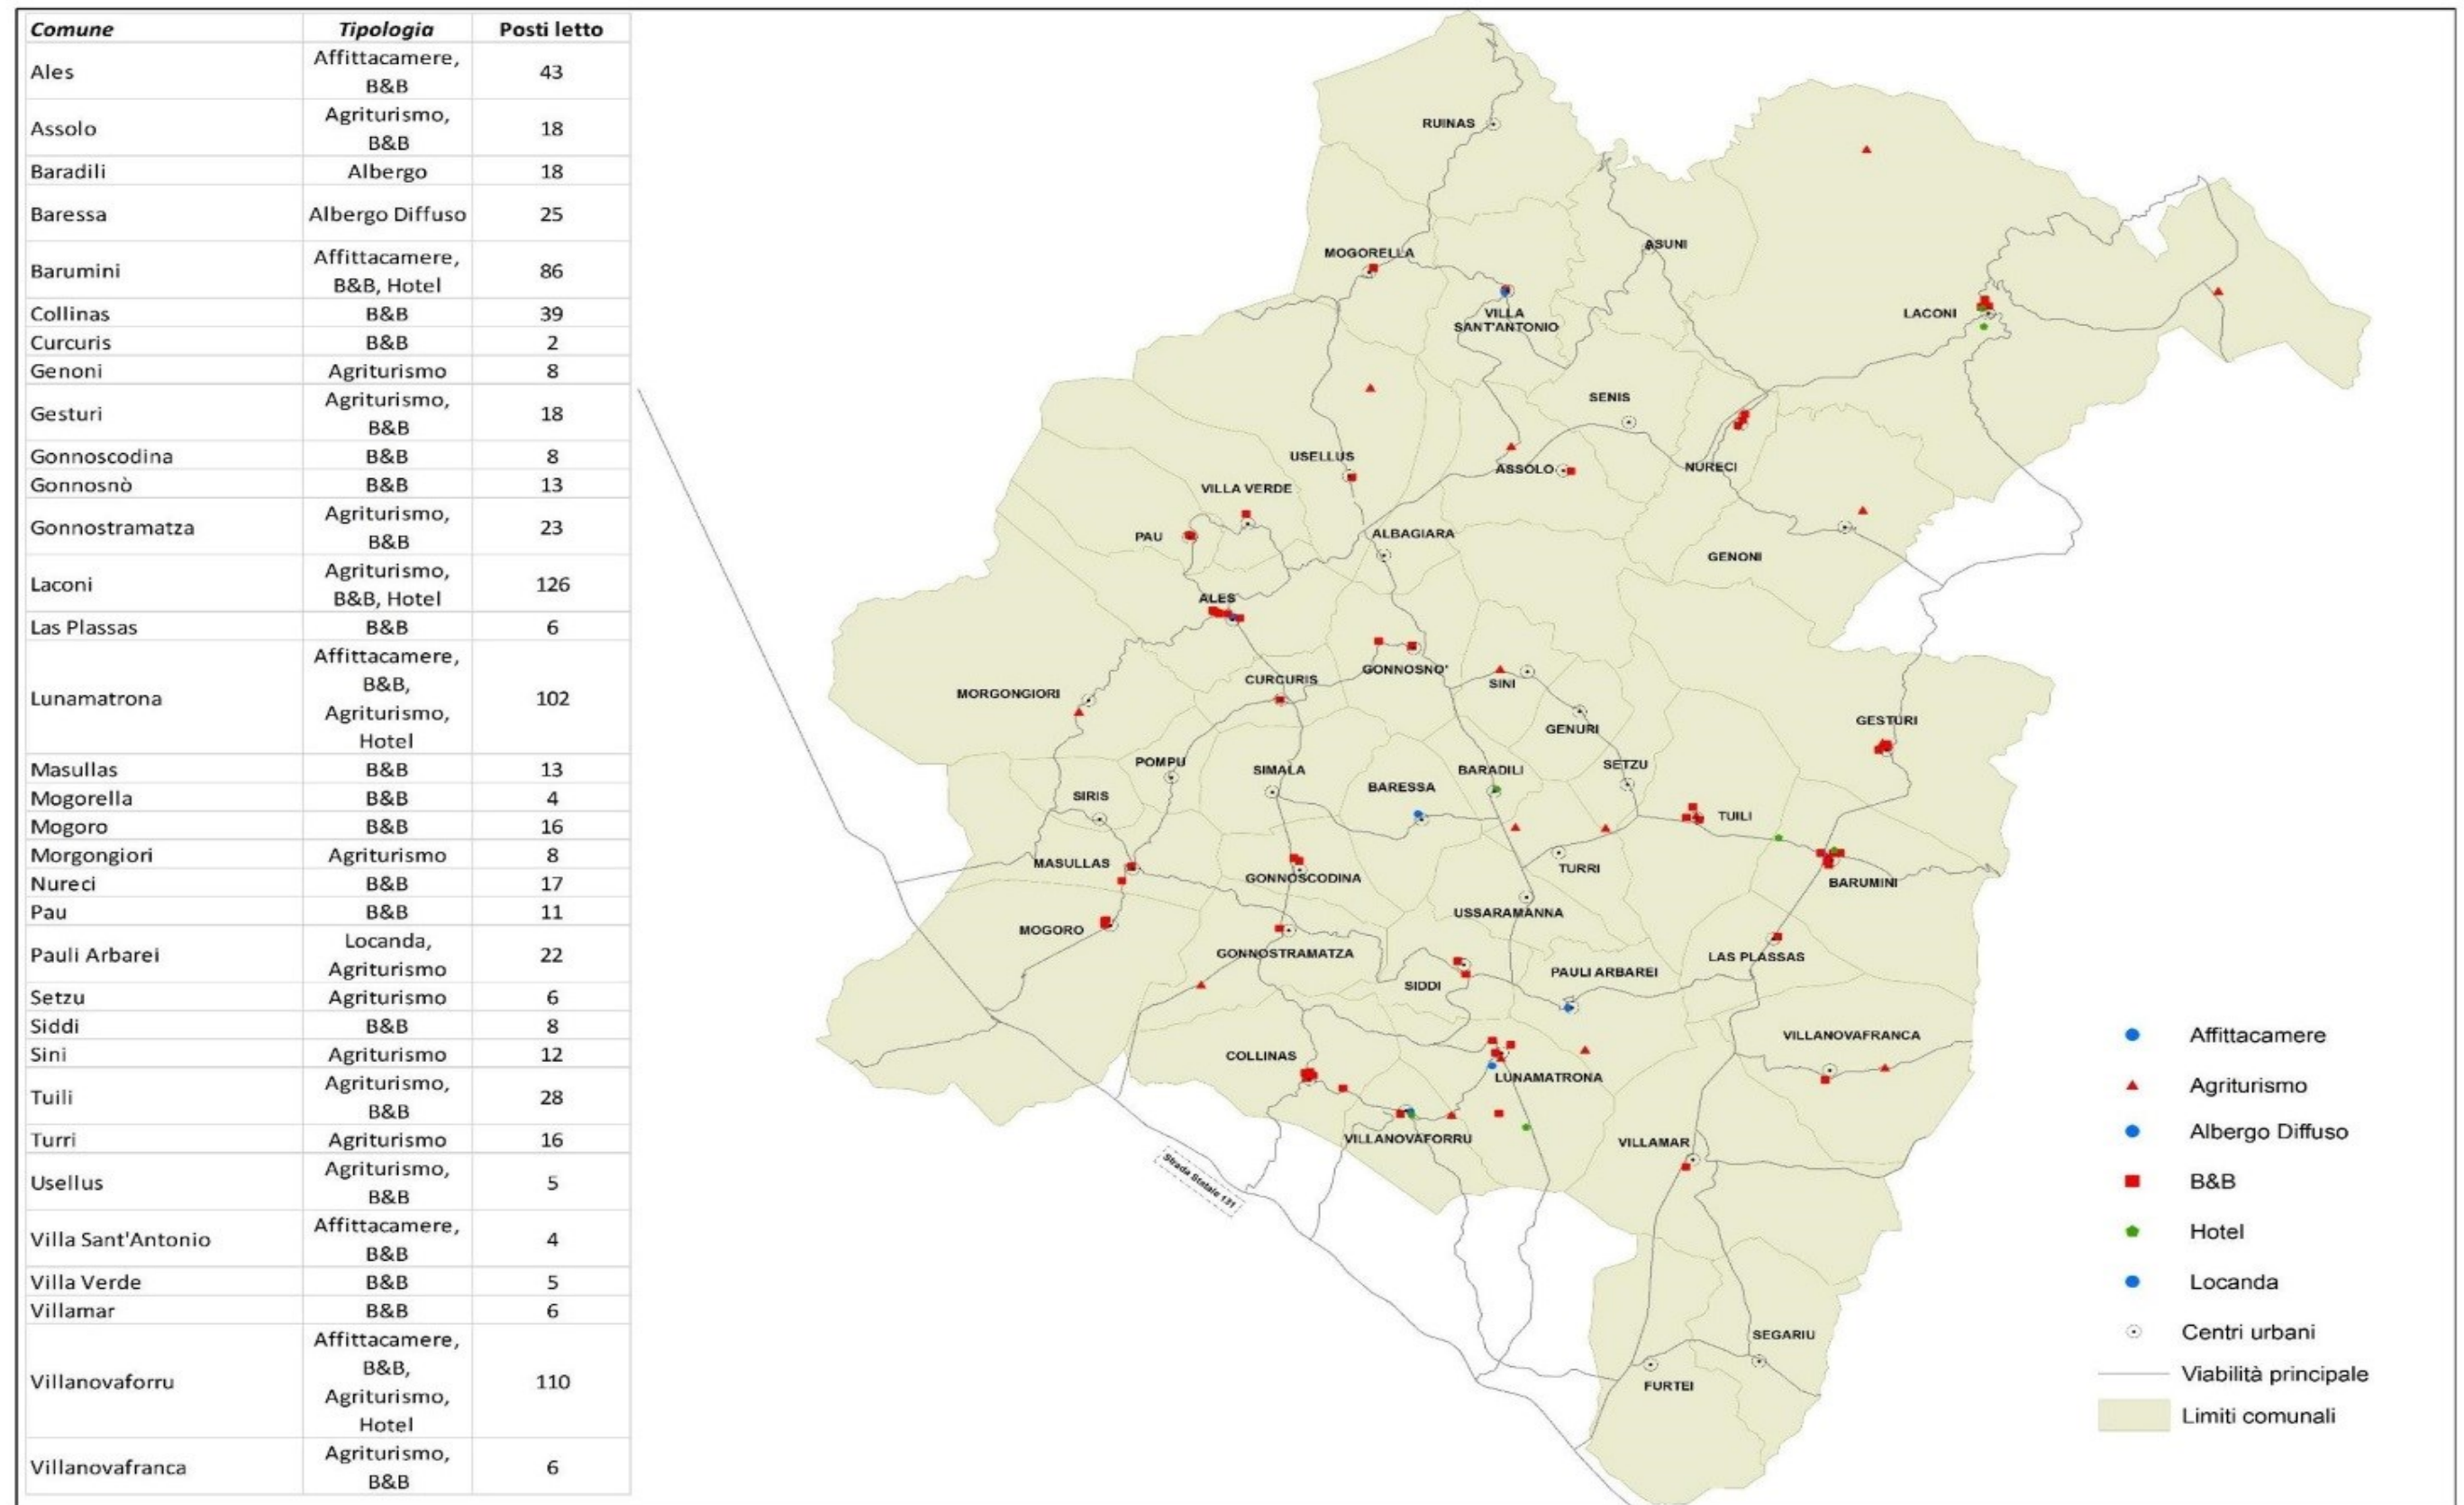 Comune Tipologia Posti letto
Ales Affittacamere, B&B 43
Assolo Agriturismo, B&B 18
Baradili Albergo 18
Baressa Albergo Diffuso 25
Barumini Affittacamere, B&B, Hotel 86
Collinas B&B 39
Curcuris B&B 2
Genoni Agriturismo 8
Gesturi Agriturismo, B&B 18
Gonnoscodina B&B 8
Gonnosnò B&B 13
Gonnostramatza Agriturismo, B&B 23
Laconi Agriturismo, B&B, Hotel 126
Las Plassas B&B 6
Lunamatrona Affittacamere, B&B, Agriturismo, Hotel 102
Masullas B&B 13
Mogorella B&B 4
Mogoro B&B 16
Morgongiori Agriturismo 8
Nureci B&B 17
Pau B&B 11
Pauli Arbarei Locanda, Agriturismo 22
Setzu Agriturismo 6
Siddi B&B 8
Sini Agriturismo 12
Tuili Agriturismo, B&B 28
Turri Agriturismo 16
Usellus Agriturismo, B&B 5
Villa Sant'Antonio Affittacamere, B&B 4
Villa Verde B&B 5
Villamar B&B 6
Villanovaforru Affittacamere, B&B, Agriturismo, Hotel 110
Villanovafranca Agriturismo, B&B 6
RUINAS
MOGORELLA
ASUNI
VILLA
SANT'ANTONIO
LACONI
SENIS
USELLUS
ASSOLO
NURECI
VILLA VERDE
PAU
ALBAGIARA
GENONI
ALES
GONNOSNO'
CURCURIS
SINI
MORGONGIORI
GENURI
GESTURI
POMPU
SIMALA
BARADILI
SETZU
BARESSA
SIRIS
TUILI
MASULLAS
GONNOSCODINA
TURRI
BARUMINI
USSARAMANNA
MOGORO
GONNOSTRAMATZA
LAS PLASSAS
PAULI ARBAREI
SIDDI
VILLANOVAFRANCA
COLLINAS
LUNAMATRONA
VILLANOVAFORRU
VILLAMAR
Strada Statale 131
SEGARIU
FURTEI
Affittacamere
Agriturismo
Albergo Diffuso
B&B
Hotel
Locanda
Centri urbani
Viabilità principale
Limiti comunali